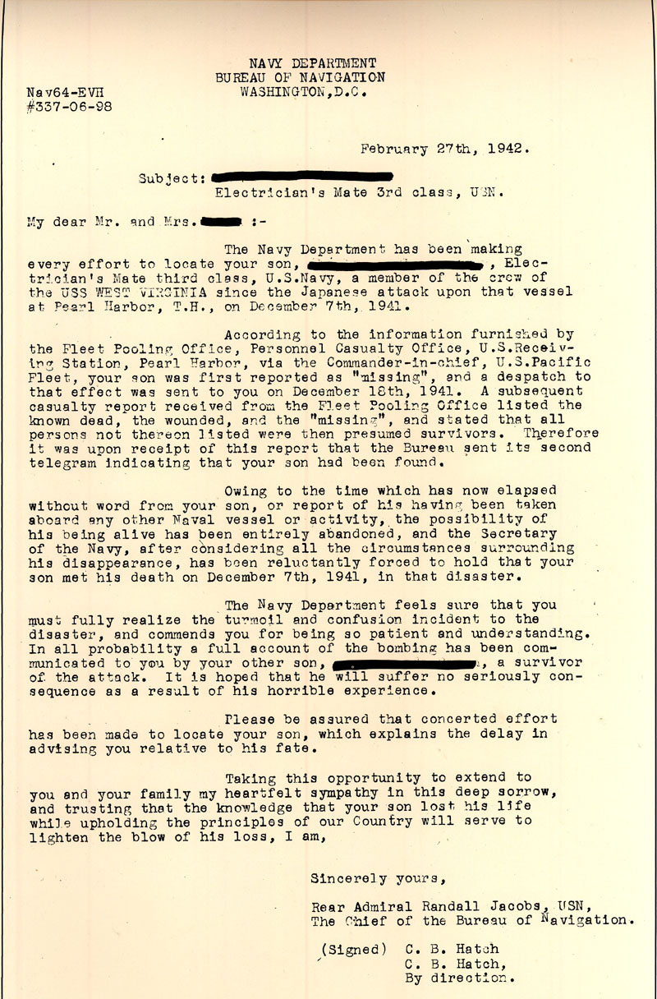 NAVY DEPARTMENT
BUREAU OF NAVIGATION
WASHINGTON,D.C.
Nav64-EVH
#337-06-98
February 27th, 1942.
Subject:
Electrician's Mate 3rd class, USN.
My dear Mr. and Mrs. :-
The Navy Department has been making
every effort to locate your son, , Elec-
trician's Mate third class, U.S.Navy, a member of the crew of
the USS WEST VIRGINIA since the Japanese attack upon that vessel
at Pearl Harbor, T.H., on December 7th, 1941.
According to the information furnished by
the Fleet Pooling Office, Personnel Casualty Office, U.S.Receiv-
ing Station, Pearl Harbor, via the Commander-in-chief, U.S.Pacific
Fleet, your son was first reported as "missing", and a despatch to
that effect was sent to you on December 18th, 1941. A subsequent
casualty report received from the Fleet Pooling Office listed the
known dead, the wounded, and the "missing", and stated that all
persons not thereon listed were then presumed survivors. Therefore
it was upon receipt of this report that the Bureau sent its second
telegram indicating that your son had been found.
Owing to the time which has now elapsed
without word from your son, or report of his having been taken
aboard any other Naval vessel or activity, the possibility of
his being alive has been entirely abandoned, and the Secretary
of the Navy, after considering all the circumstances surrounding
his disappearance, has been reluctantly forced to hold that your
son met his death on December 7th, 1941, in that disaster.
The Navy Department feels sure that you
must fully realize the turmoil and confusion incident to the
disaster, and commends you for being so patient and understanding.
In all probability a full account of the bombing has been com-
municated to you by your other son, , a survivor
of the attack. It is hoped that he will suffer no seriously con-
sequence as a result of his horrible experience.
Please be assured that concerted effort
has been made to locate your son, which explains the delay in
advising you relative to his fate.
Taking this opportunity to extend to
you and your family my heartfelt sympathy in this deep sorrow,
and trusting that the knowledge that your son lost his life
while upholding the principles of our Country will serve to
lighten the blow of his loss, I am,
Sincerely yours,
Rear Admiral Randall Jacobs, USN,
The Chief of the Bureau of Navigation.
(Signed) C. B. Hatch
C. B. Hatch,
By direction.